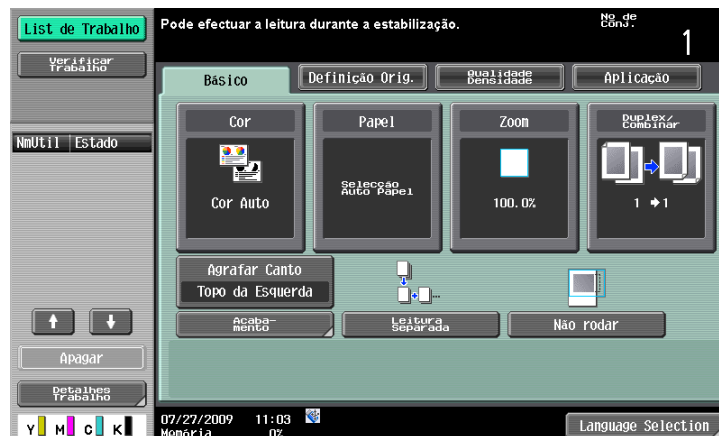 List de Trabalho
Verificar
Trabalho
NmUtil Estado
Apagar
Detalhes
Trabalho
Y M C K
Pode efectuar a leitura durante a estabilização.
No de
Conj.
1
Básico
Definição Orig.
Qualidade
Densidade
Aplicação
Cor
Cor Auto
Papel
Selecção
Auto Papel
Zoom
100.0%
Duplex/
Combinar
1 1
Agrafar Canto
Topo da Esquerda
Acaba-
mento
Leitura
Separada
Não rodar
07/27/2009 11:03
Memória 0%
Language Selection